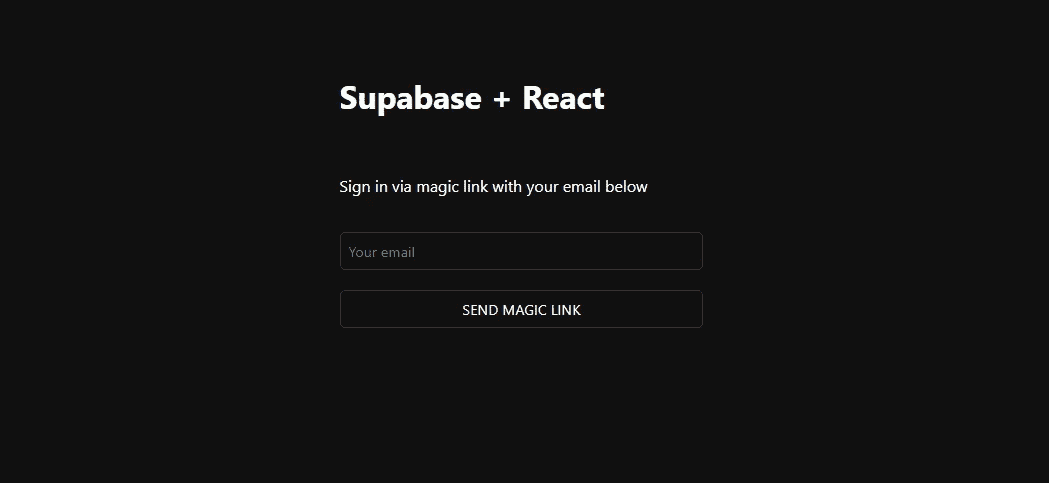 Supabase + React
Sign in via magic link with your email below
Your email
SEND MAGIC LINK